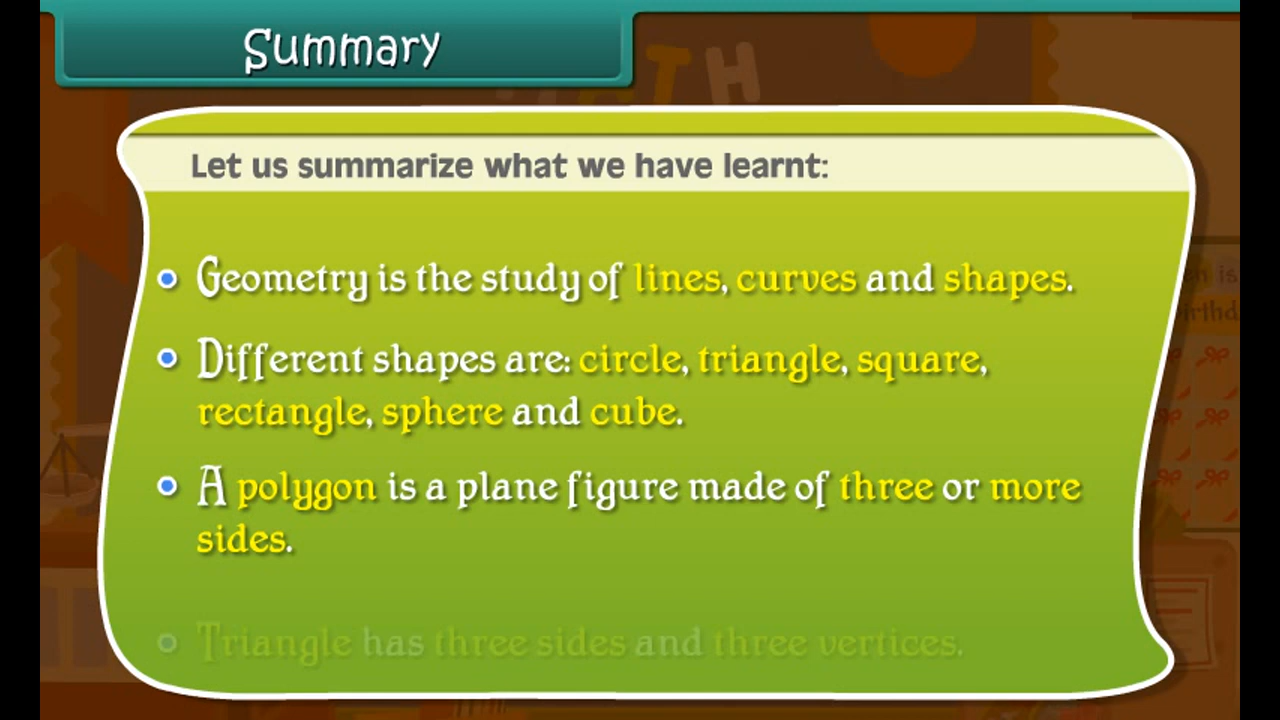 Summary
TH
Let us summarize what we have learnt:
Geometry is the study of lines, curves and shapes.
Different shapes are: circle, triangle, square,
rectangle, sphere and cube.
A polygon is a plane figure made of three or more
sides.
Triangle has three sides and three vertices.